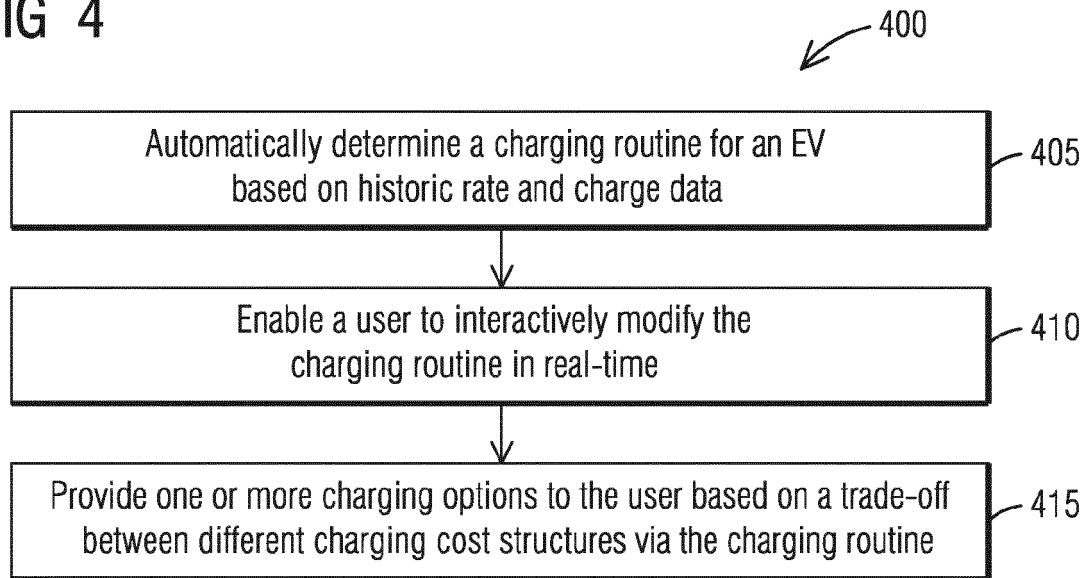 IG 4
400
Automatically determine a charging routine for an EV
based on historic rate and charge data
405
Enable a user to interactively modify the
charging routine in real-time
410
Provide one or more charging options to the user based on a trade-off
between different charging cost structures via the charging routine
415